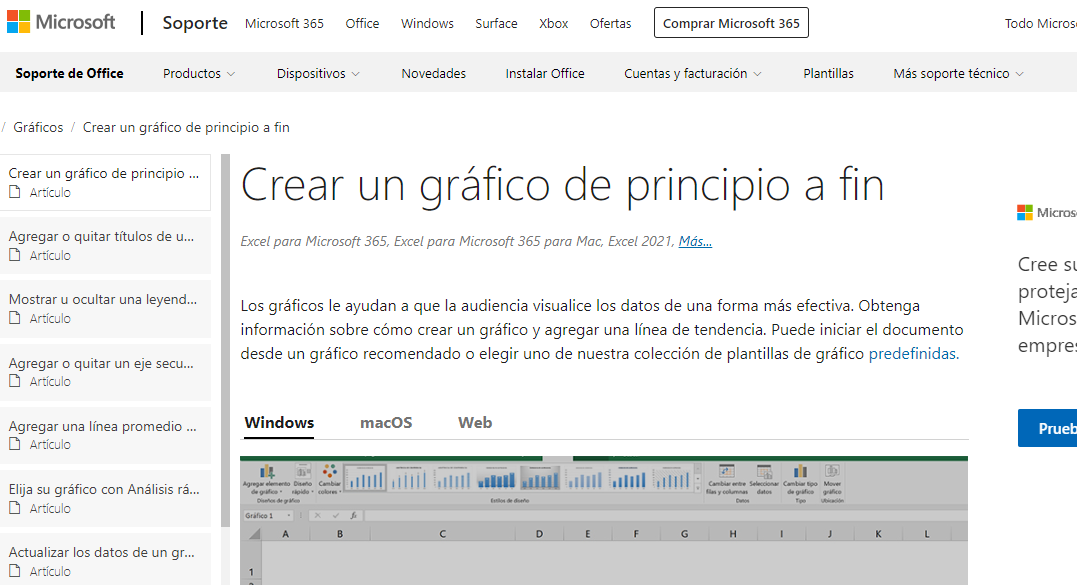 Microsoft | Soporte Microsoft 365 Office Windows Surface Xbox Ofertas Comprar Microsoft 365 Todo Micros
Soporte de Office Productos Dispositivos Novedades Instalar Office Cuentas y facturación Plantillas Más soporte técnico
/ Gráficos / Crear un gráfico de principio a fin
Crear un gráfico de principio ...
Artículo
Agregar o quitar títulos de u...
Artículo
Mostrar u ocultar una leyend...
Artículo
Agregar o quitar un eje secu...
Artículo
Agregar una línea promedio ...
Artículo
Elija su gráfico con Análisis rá...
Artículo
Actualizar los datos de un gr...
Artículo
Crear un gráfico de principio a fin
Excel para Microsoft 365, Excel para Microsoft 365 para Mac, Excel 2021, Más...
Los gráficos le ayudan a que la audiencia visualice los datos de una forma más efectiva. Obtenga
información sobre cómo crear un gráfico y agregar una línea de tendencia. Puede iniciar el documento
desde un gráfico recomendado o elegir uno de nuestra colección de plantillas de gráfico predefinidas.
Windows macOS Web
Agregar elemento Diseño Cambiar Cambiar entre Seleccionar Cambiar tipo Mover
de gráfico rápido colores filas y columnas datos de gráfico gráfico
Diseños de gráfico Estilos de diseño Datos Tipo Ubicación
Gráfico 1 fx
A B C D E F G H I J K L
1
Micros
Cree su
proteja
Micros
empres
Prueb